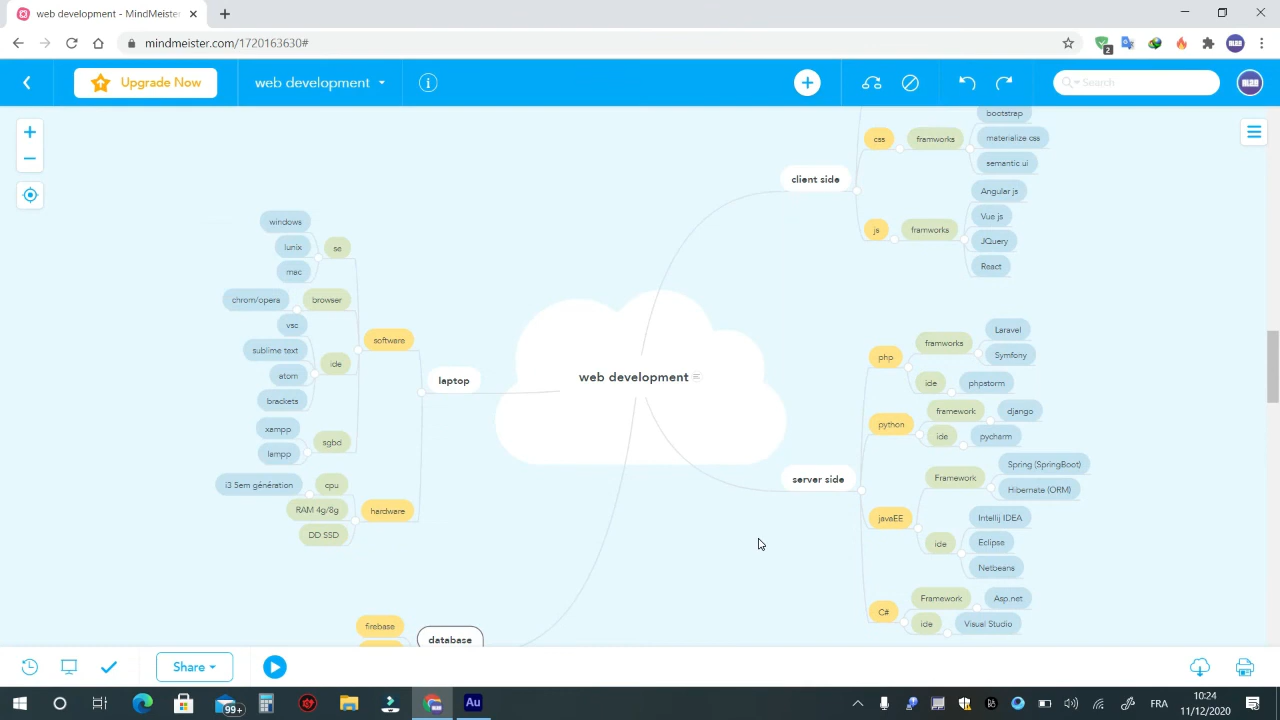 web development - MindMeister
mindmeister.com/1720163630#
2
Upgrade Now
web development
Search
bootstrap
css
framworks
materialize css
semantic ui
client side
Angular js
Vue js
js
framworks
JQuery
React
windows
lunix
se
mac
chrom/opera
browser
vsc
software
sublime text
ide
atom
brackets
laptop
xampp
sgbd
lampp
i3 5em génération
cpu
RAM 4g/8g
hardware
DD SSD
web development
Laravel
framworks
php
Symfony
ide
phpstorm
framework
django
python
ide
pycharm
server side
Spring (SpringBoot)
Framework
Hibernate (ORM)
javaEE
Intellij IDEA
ide
Eclipse
Netbeans
Framework
Asp.net
C#
ide
Visual Studio
firebase
database
Share
99+
Au
FR
10:24
11/12/2020